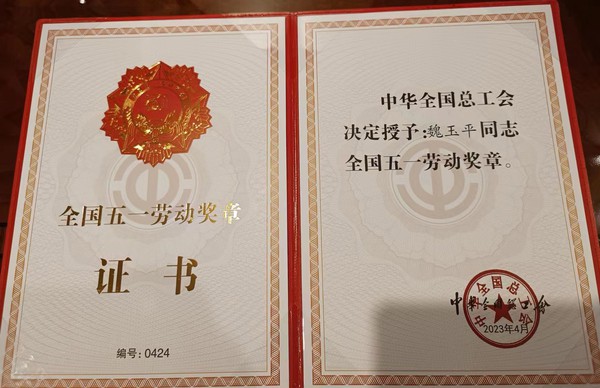 全国五一劳动奖章
证书
编号:0424
中华全国总工会
决定授予:魏玉平同志
全国五一劳动奖章。
中华全国总工会
2023年4月